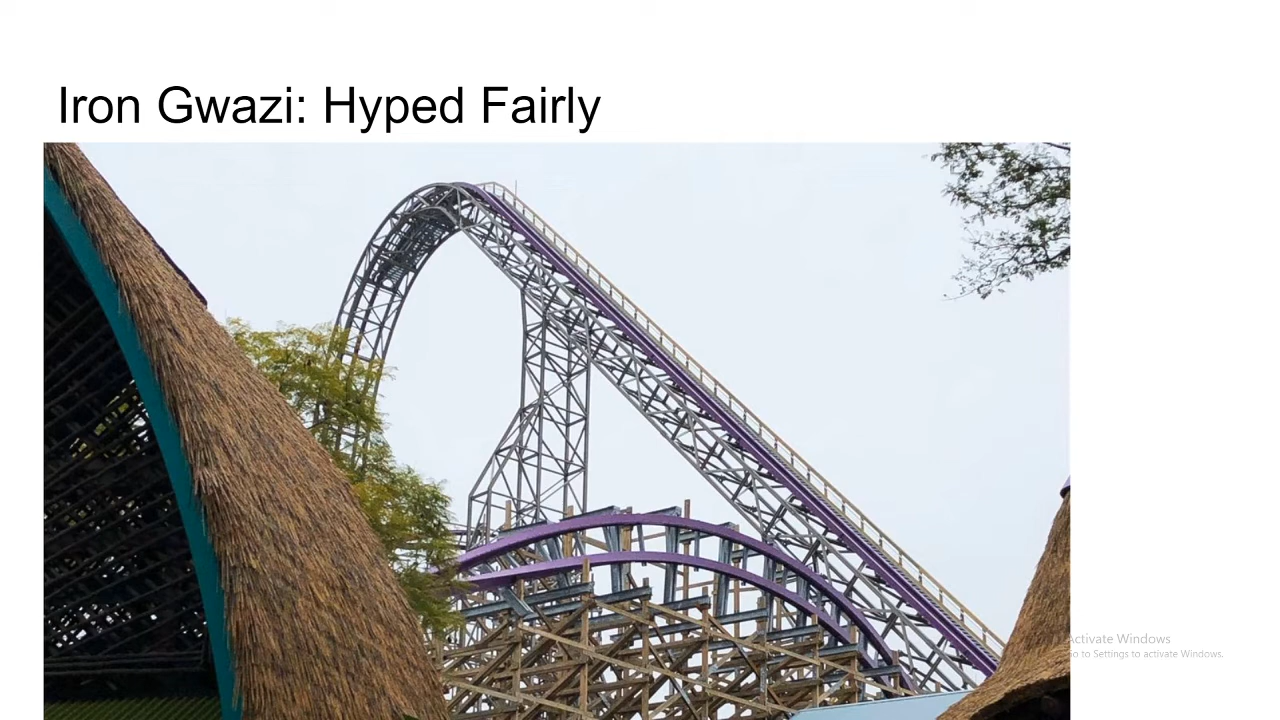 Iron Gwazi: Hyped Fairly
Activate Windows
Go to Settings to activate Windows.